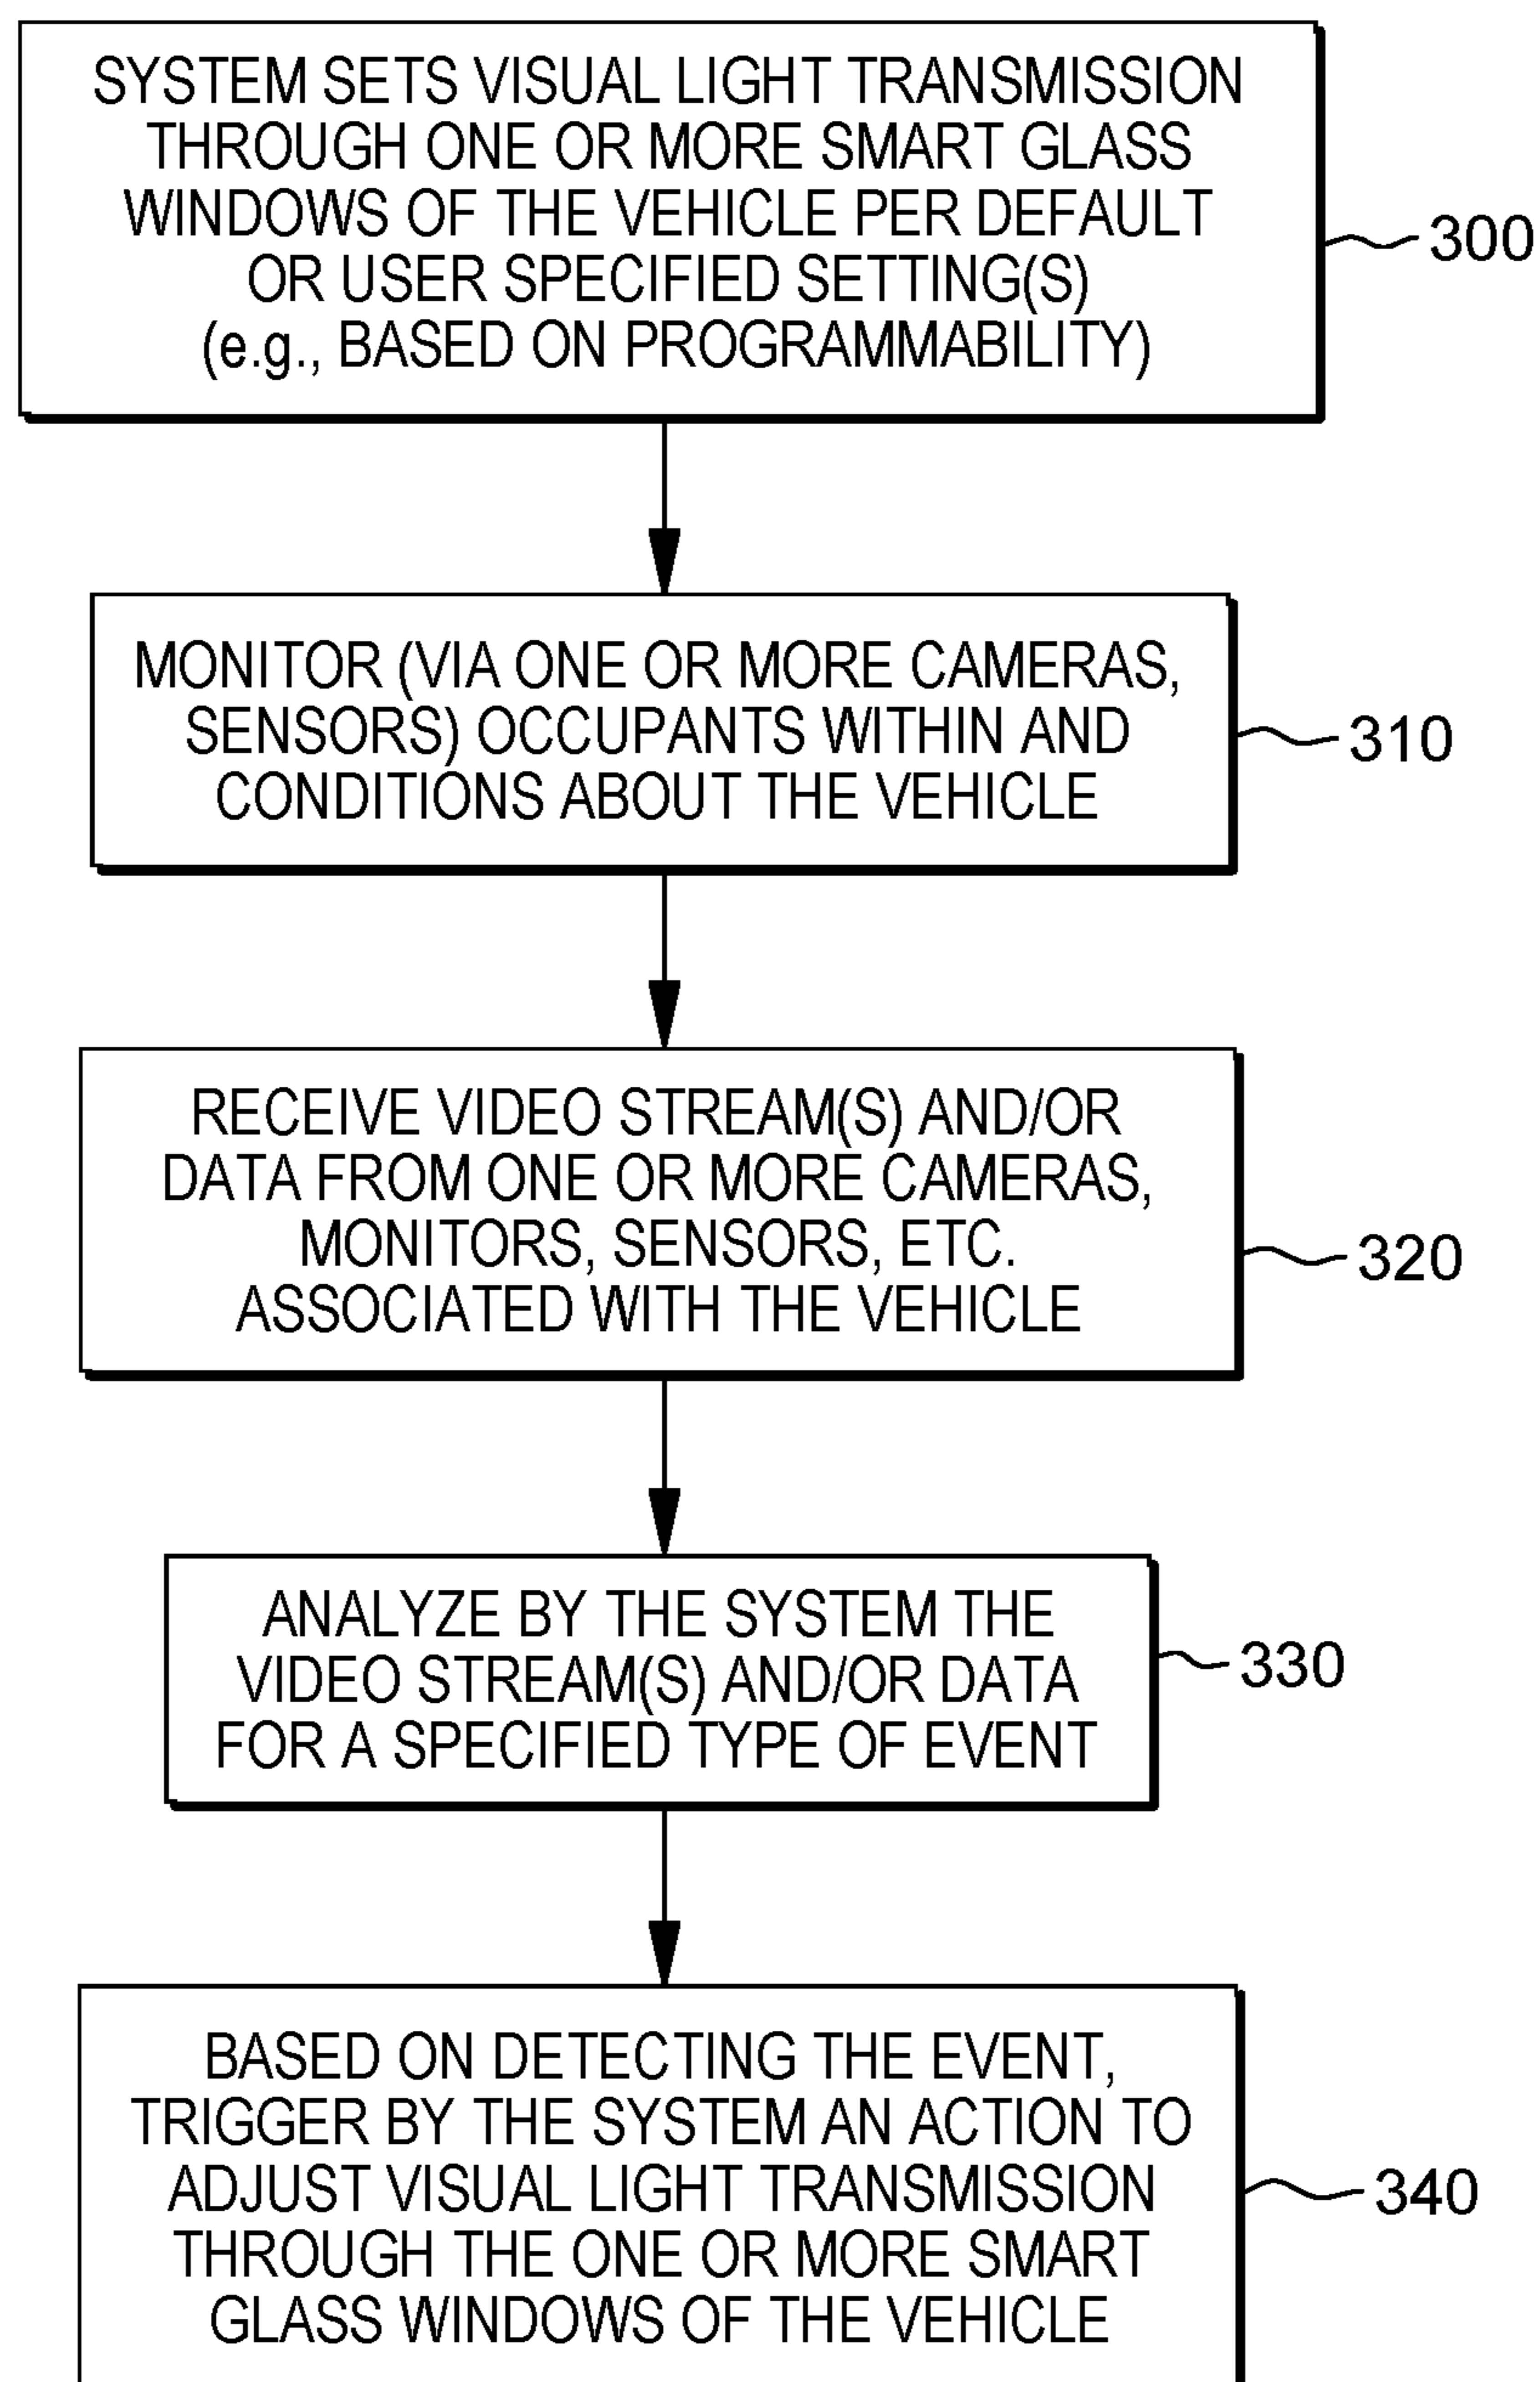 SYSTEM SETS VISUAL LIGHT TRANSMISSION
THROUGH ONE OR MORE SMART GLASS
WINDOWS OF THE VEHICLE PER DEFAULT
OR USER SPECIFIED SETTING(S)
(e.g., BASED ON PROGRAMMABILITY)
300
MONITOR (VIA ONE OR MORE CAMERAS,
SENSORS) OCCUPANTS WITHIN AND
CONDITIONS ABOUT THE VEHICLE
310
RECEIVE VIDEO STREAM(S) AND/OR
DATA FROM ONE OR MORE CAMERAS,
MONITORS, SENSORS, ETC.
ASSOCIATED WITH THE VEHICLE
320
ANALYZE BY THE SYSTEM THE
VIDEO STREAM(S) AND/OR DATA
FOR A SPECIFIED TYPE OF EVENT
330
BASED ON DETECTING THE EVENT,
TRIGGER BY THE SYSTEM AN ACTION TO
ADJUST VISUAL LIGHT TRANSMISSION
THROUGH THE ONE OR MORE SMART
GLASS WINDOWS OF THE VEHICLE
340